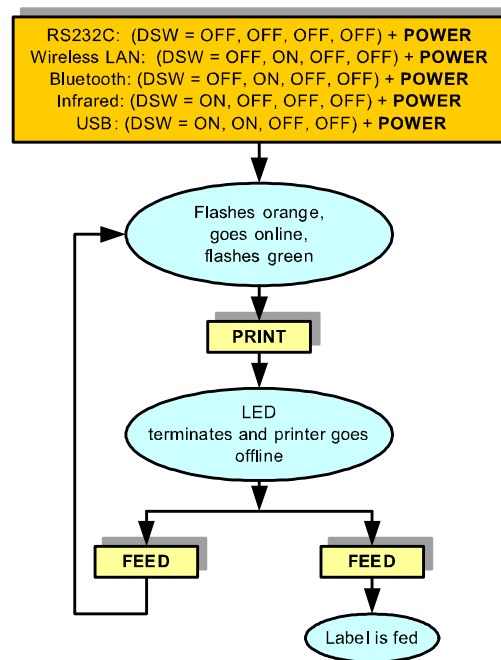 RS232C: (DSW = OFF, OFF, OFF, OFF) + POWER
Wireless LAN: (DSW = OFF, ON, OFF, OFF) + POWER
Bluetooth: (DSW = OFF, ON, OFF, OFF) + POWER
Infrared: (DSW = ON, OFF, OFF, OFF) + POWER
USB: (DSW = ON, ON, OFF, OFF) + POWER
Flashes orange,
goes online,
flashes green
PRINT
LED
terminates and printer goes
offline
FEED
FEED
Label is fed